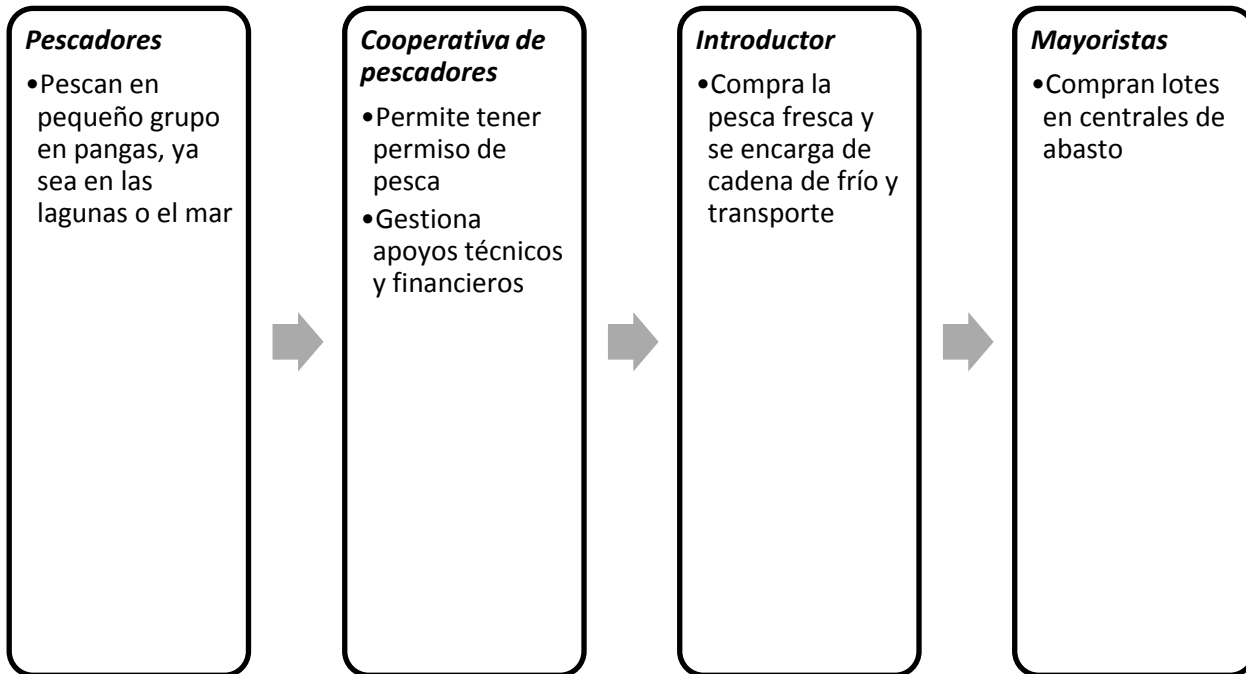 Pescadores
•Pescan en
pequeño grupo
en pangas, ya
sea en las
lagunas o el mar
Cooperativa de
pescadores
•Permite tener
permiso de
pesca
•Gestiona
apoyos técnicos
y financieros
Introductor
•Compra la
pesca fresca y
se encarga de
cadena de frío y
transporte
Mayoristas
•Compran lotes
en centrales de
abasto